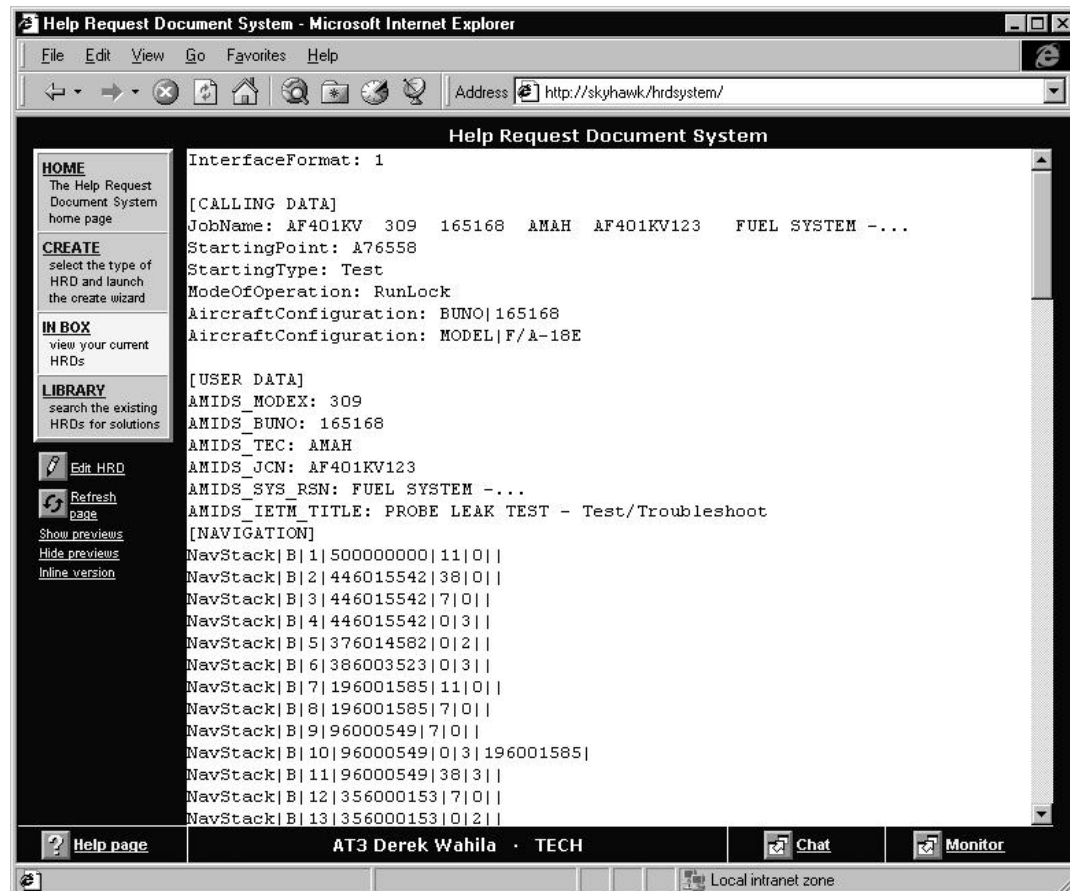 Help Request Document System - Microsoft Internet Explorer
File Edit View Go Favorites Help
Address http://skyhawk/hrdsystem/
Help Request Document System
HOME
The Help Request
Document System
home page
CREATE
select the type of
HRD and launch
the create wizard
IN BOX
view your current
HRDs
LIBRARY
search the existing
HRDs for solutions
Edit HRD
Refresh
page
Show previews
Hide previews
Inline version
InterfaceFormat: 1
[CALLING DATA]
JobName: AF401KV 309 165168 AMAH AF401KV123 FUEL SYSTEM -...
StartingPoint: A76558
StartingType: Test
ModeOfOperation: RunLock
AircraftConfiguration: BUNO|165168
AircraftConfiguration: MODEL|F/A-18E
[USER DATA]
AMIDS_MODEX: 309
AMIDS_BUNO: 165168
AMIDS_TEC: AMAH
AMIDS_JCN: AF401KV123
AMIDS_SYS_RSN: FUEL SYSTEM -...
AMIDS_IETM_TITLE: PROBE LEAK TEST - Test/Troubleshoot
[NAVIGATION]
NavStack|B|1|500000000|11|0||
NavStack|B|2|446015542|38|0||
NavStack|B|3|446015542|7|0||
NavStack|B|4|446015542|0|3||
NavStack|B|5|376014582|0|2||
NavStack|B|6|386003523|0|3||
NavStack|B|7|196001585|11|0||
NavStack|B|8|196001585|7|0||
NavStack|B|9|96000549|7|0||
NavStack|B|10|96000549|0|3|196001585|
NavStack|B|11|96000549|38|3||
NavStack|B|12|356000153|7|0||
NavStack|B|13|356000153|0|2||
Help page
AT3 Derek Wahila · TECH
Chat
Monitor
Local intranet zone